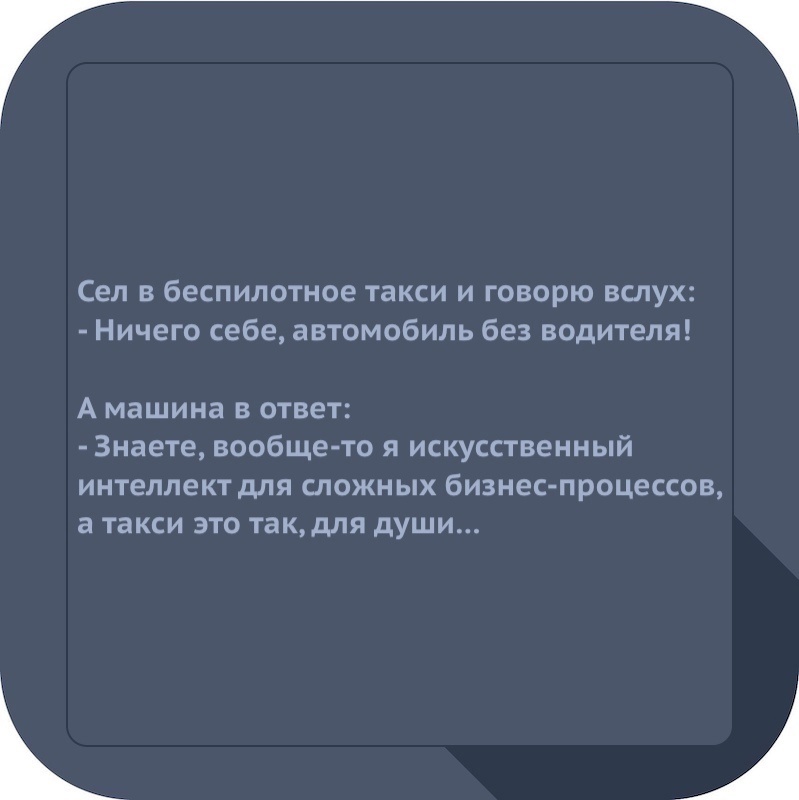 Сел в беспилотное такси и говорю вслух:
- Ничего себе, автомобиль без водителя!
А машина в ответ:
- Знаете, вообще-то я искусственный
интеллект для сложных бизнес-процессов,
а такси это так, для души...